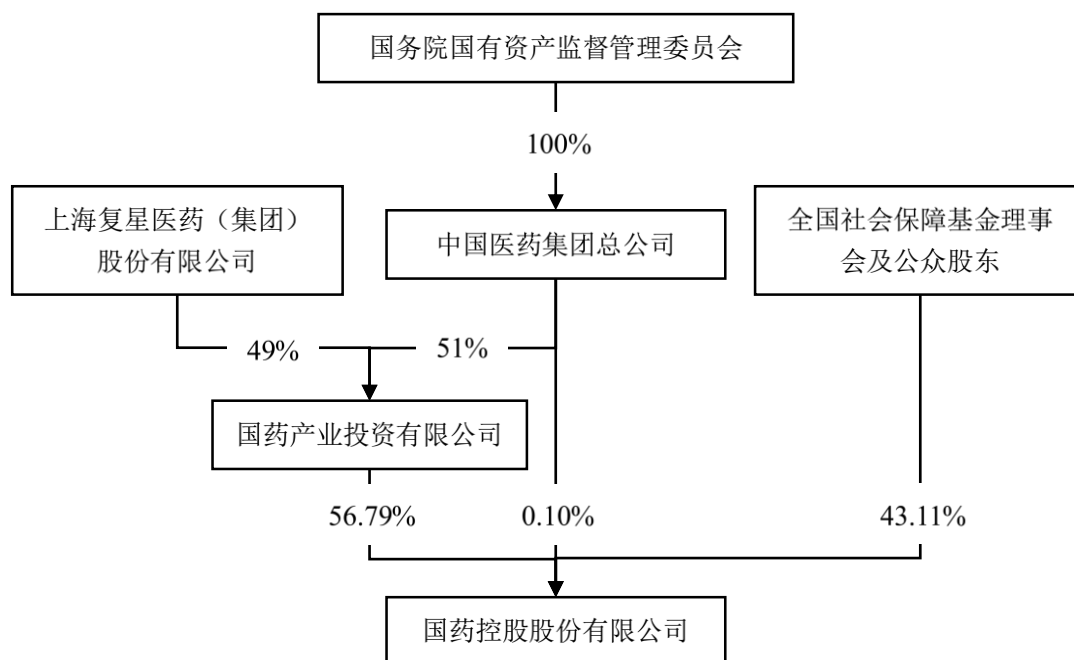 国务院国有资产监督管理委员会
100%
上海复星医药（集团）
股份有限公司
中国医药集团总公司
全国社会保障基金理事
会及公众股东
49%
51%
国药产业投资有限公司
56.79%
0.10%
43.11%
国药控股股份有限公司